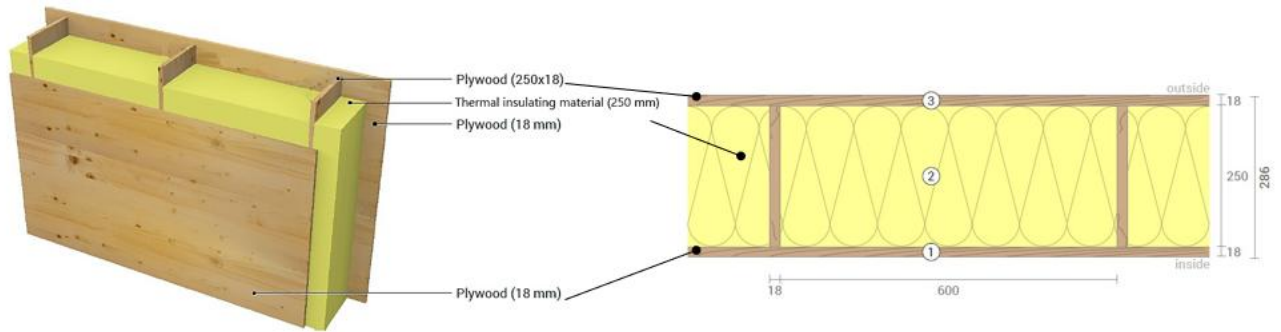 Plywood (250x18)
Thermal insulating material (250 mm)
Plywood (18 mm)
Plywood (18 mm)
outside
3
18
2
250
286
1
18
inside
18
600